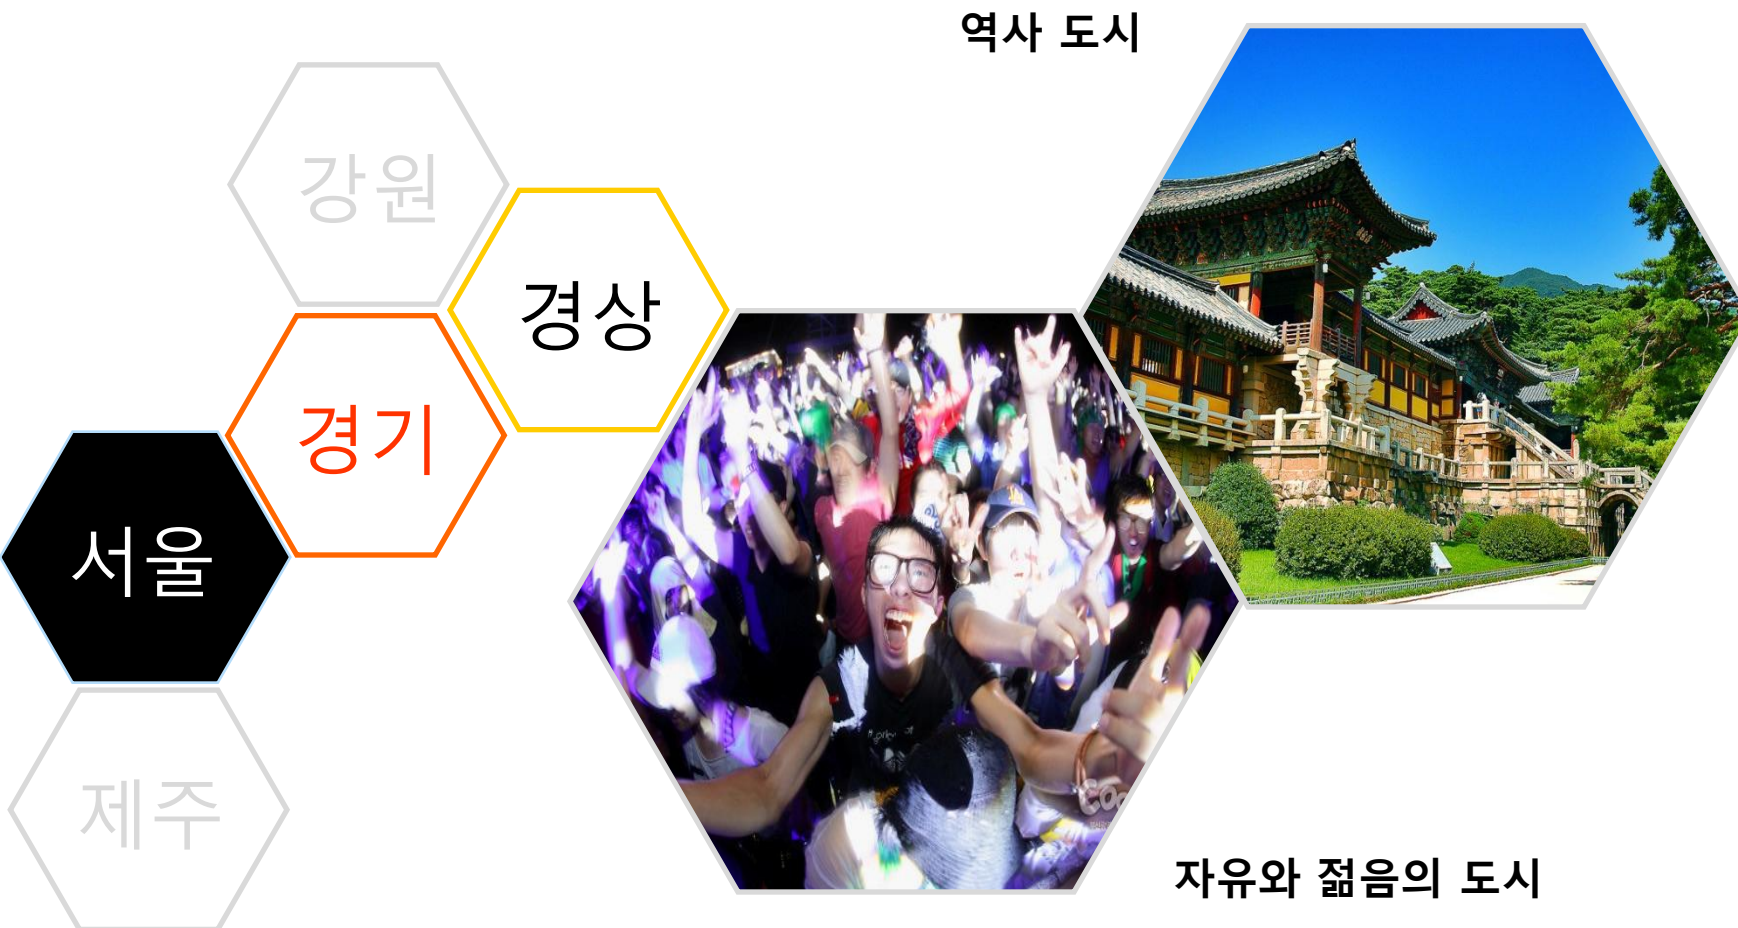 역사 도시
강원
경상
경기
서울
제주
자유와 젊음의 도시